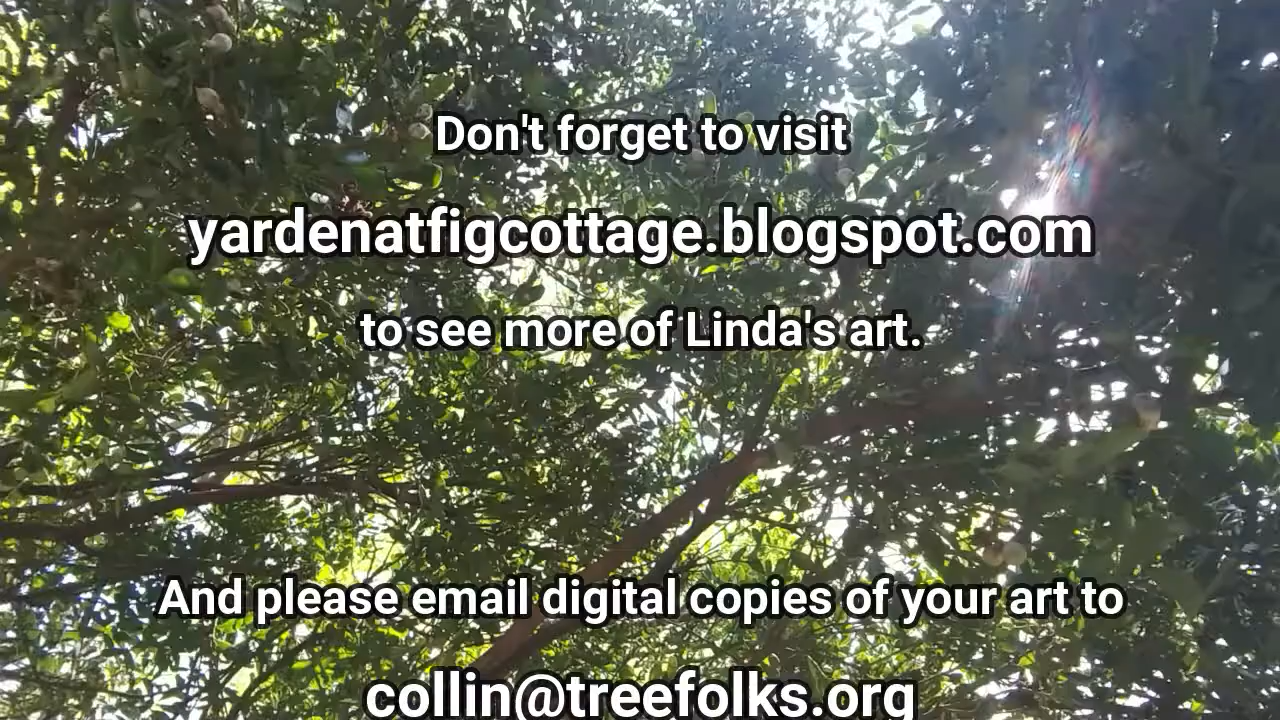 Don't forget to visit
yardenatfigcottage.blogspot.com
to see more of Linda's art.
And please email digital copies of your art to
collin@treefolks.org